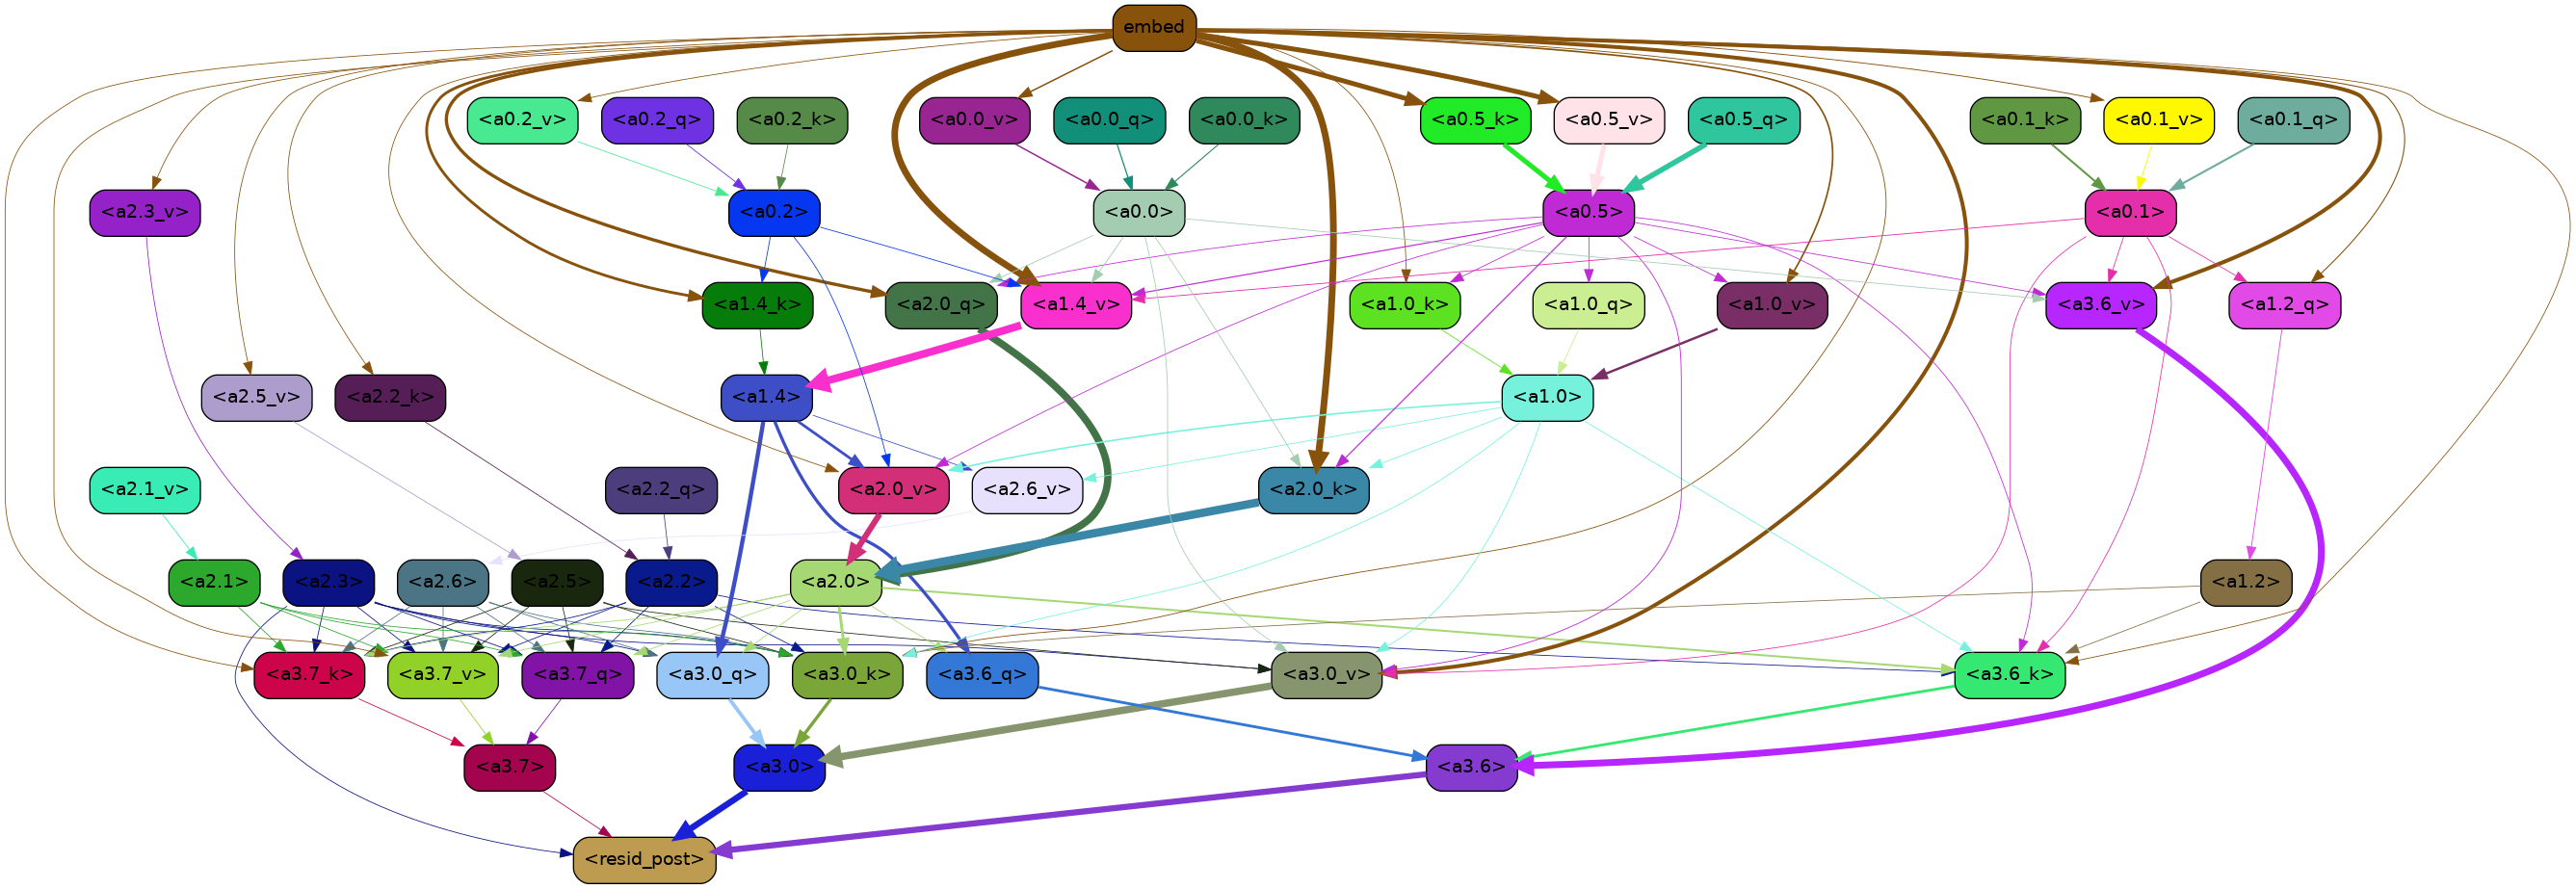 embed
<a0.2_v> <a0.2_q> <a0.2_k> <a0.0_v> <a0.0_q> <a0.0_k> <a0.5_k> <a0.5_v> <a0.5_q> <a0.1_k> <a0.1_v> <a0.1_q>
<a2.3_v> <a0.2> <a0.0> <a0.5> <a0.1>
<a1.4_k> <a2.0_q> <a1.4_v> <a1.0_k> <a1.0_q> <a1.0_v> <a3.6_v> <a1.2_q>
<a2.5_v> <a2.2_k> <a1.4> <a1.0>
<a2.1_v> <a2.2_q> <a2.0_v> <a2.6_v> <a2.0_k>
<a2.1> <a2.3> <a2.6> <a2.5> <a2.2> <a2.0> <a1.2>
<a3.7_k> <a3.7_v> <a3.7_q> <a3.0_q> <a3.0_k> <a3.6_q> <a3.0_v> <a3.6_k>
<a3.7> <a3.0> <a3.6>
<resid_post>